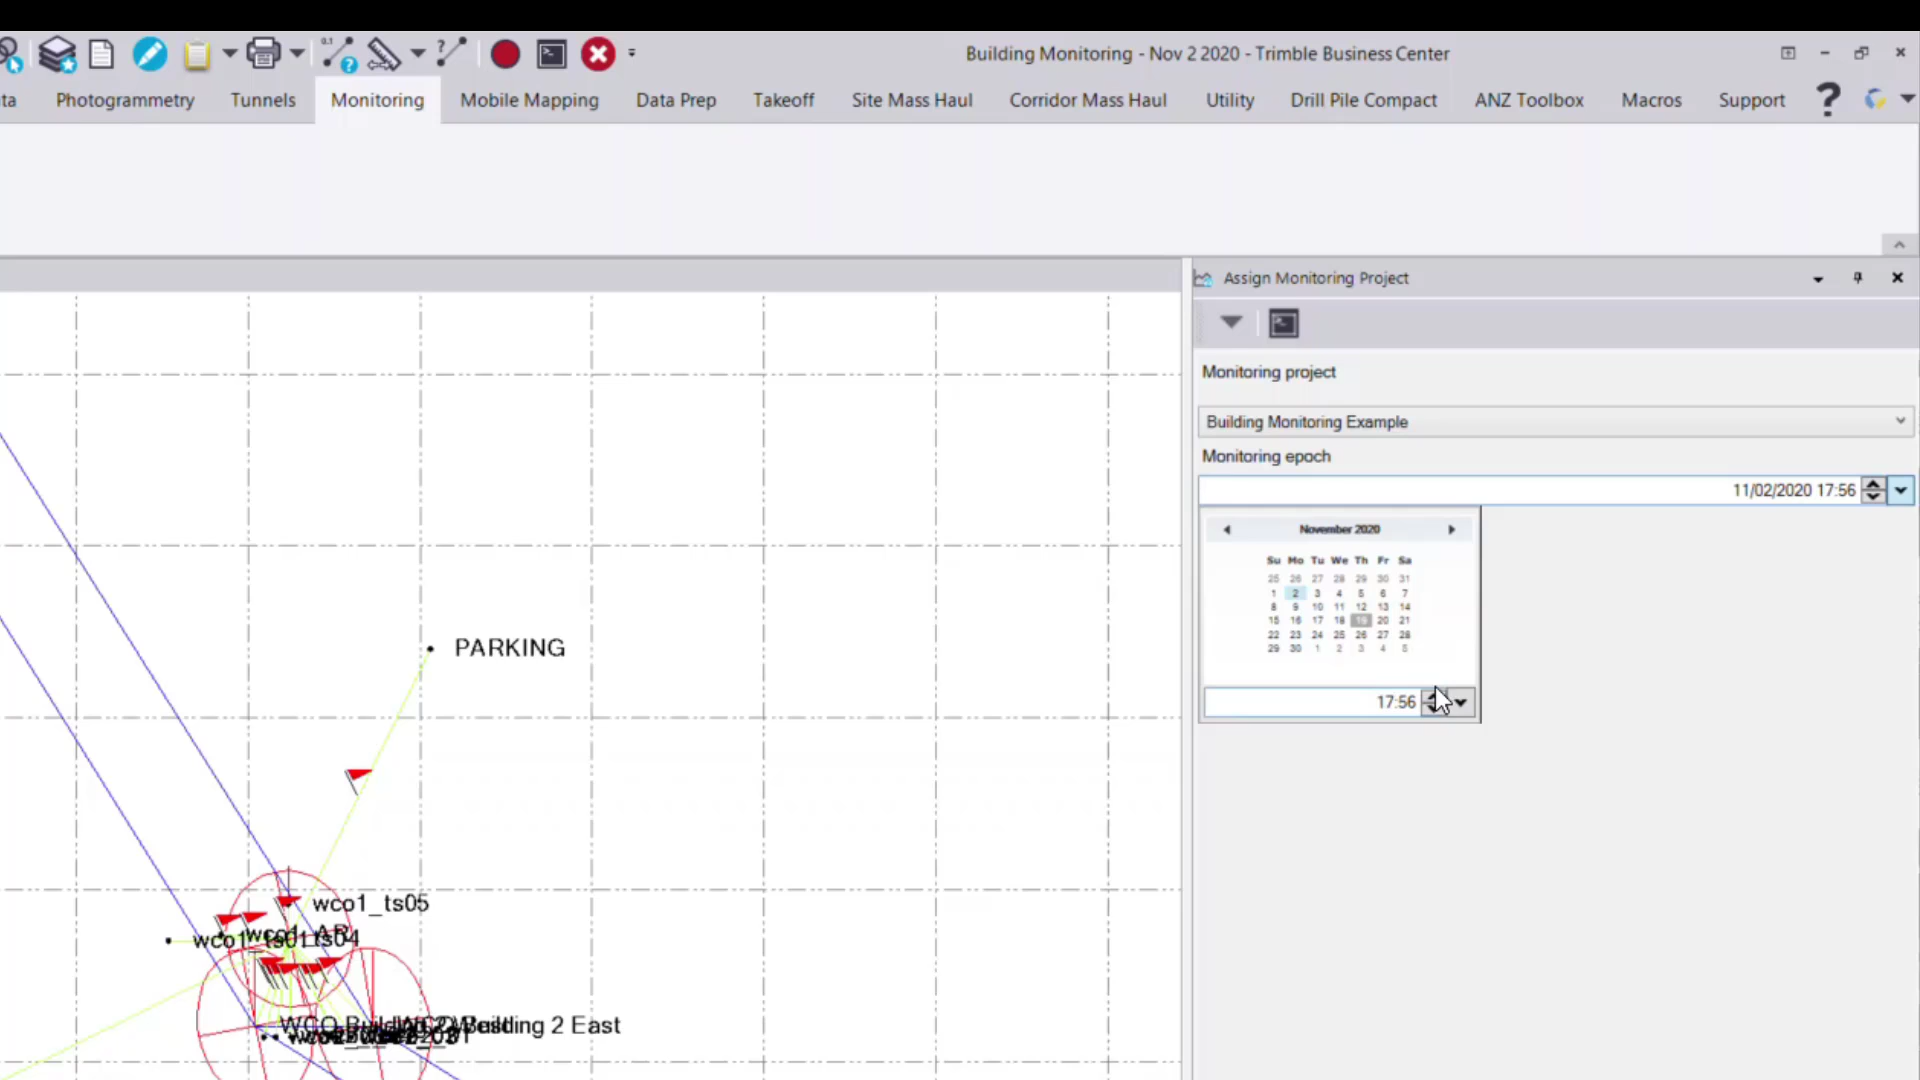 Building Monitoring - Nov 2 2020 - Trimble Business Center
ta Photogrammetry Tunnels Monitoring Mobile Mapping Data Prep Takeoff Site Mass Haul Corridor Mass Haul Utility Drill Pile Compact ANZ Toolbox Macros Support
Assign Monitoring Project
Monitoring project
Building Monitoring Example
Monitoring epoch
11/02/2020 17:56
November 2020
Su Mo Tu We Th Fr Sa
25 26 27 28 29 30 31
1 2 3 4 5 6 7
8 9 10 11 12 13 14
15 16 17 18 19 20 21
22 23 24 25 26 27 28
29 30 1 2 3 4 5
17:56
PARKING
wco1_ts05
ts04
Building 2 East